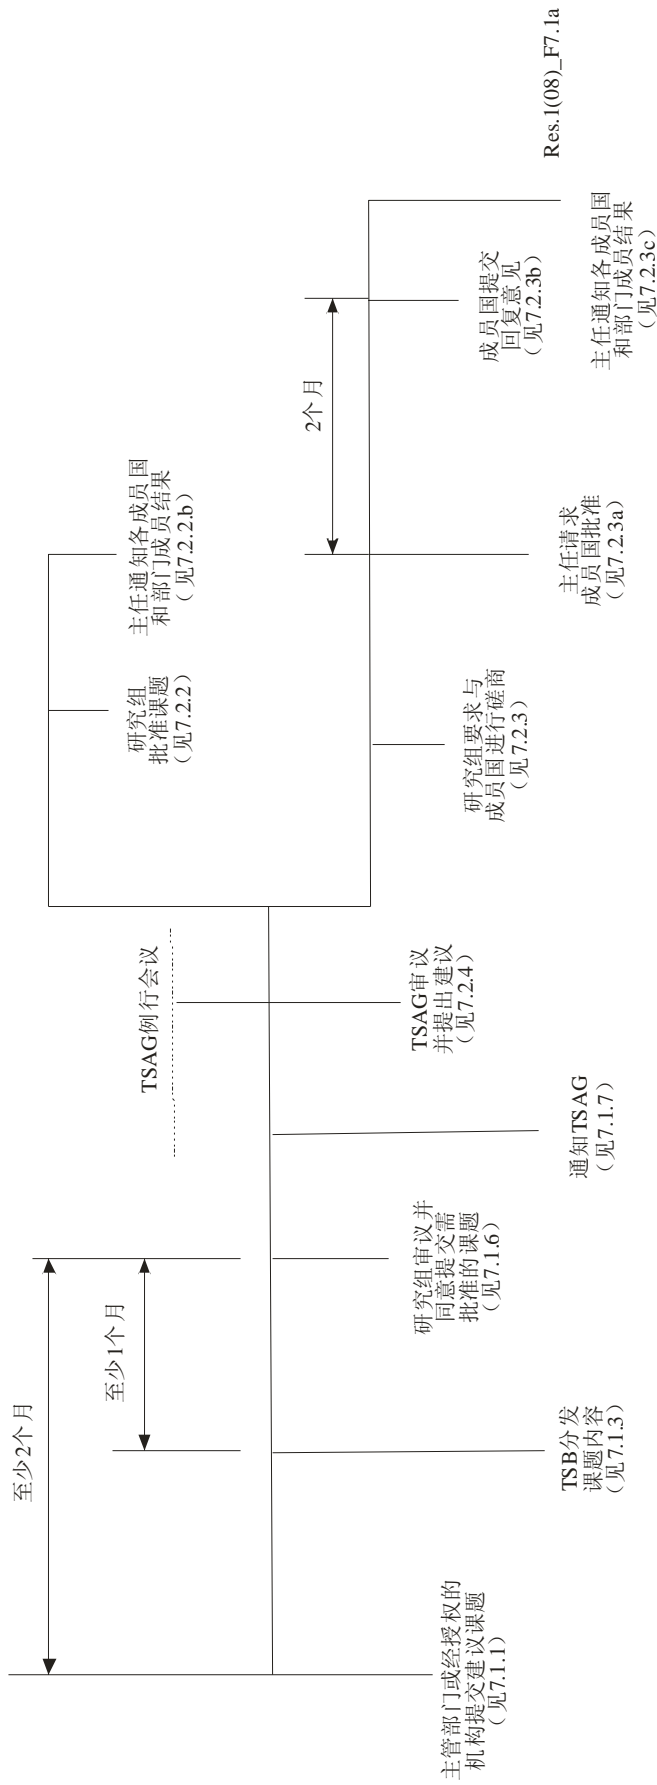 至少2个月
至少1个月
TSAG例行会议
研究组
批准课题
（见7.2.2）
主任通知各成员国
和部门成员结果
（见7.2.2.b）
2个月
主管部门或经授权的
机构提交建议课题
（见7.1.1）
TSB分发
课题内容
（见7.1.3）
研究组审议并
同意提交需
批准的课题
（见7.1.6）
通知TSAG
（见7.1.7）
TSAG审议
并提出建议
（见7.2.4）
研究组要求与
成员国进行磋商
（见7.2.3）
主任请求
成员国批准
（见7.2.3a）
成员国提交
回复意见
（见7.2.3b）
主任通知各成员国
和部门成员结果
（见7.2.3c）
Res.1(08)_F7.1a